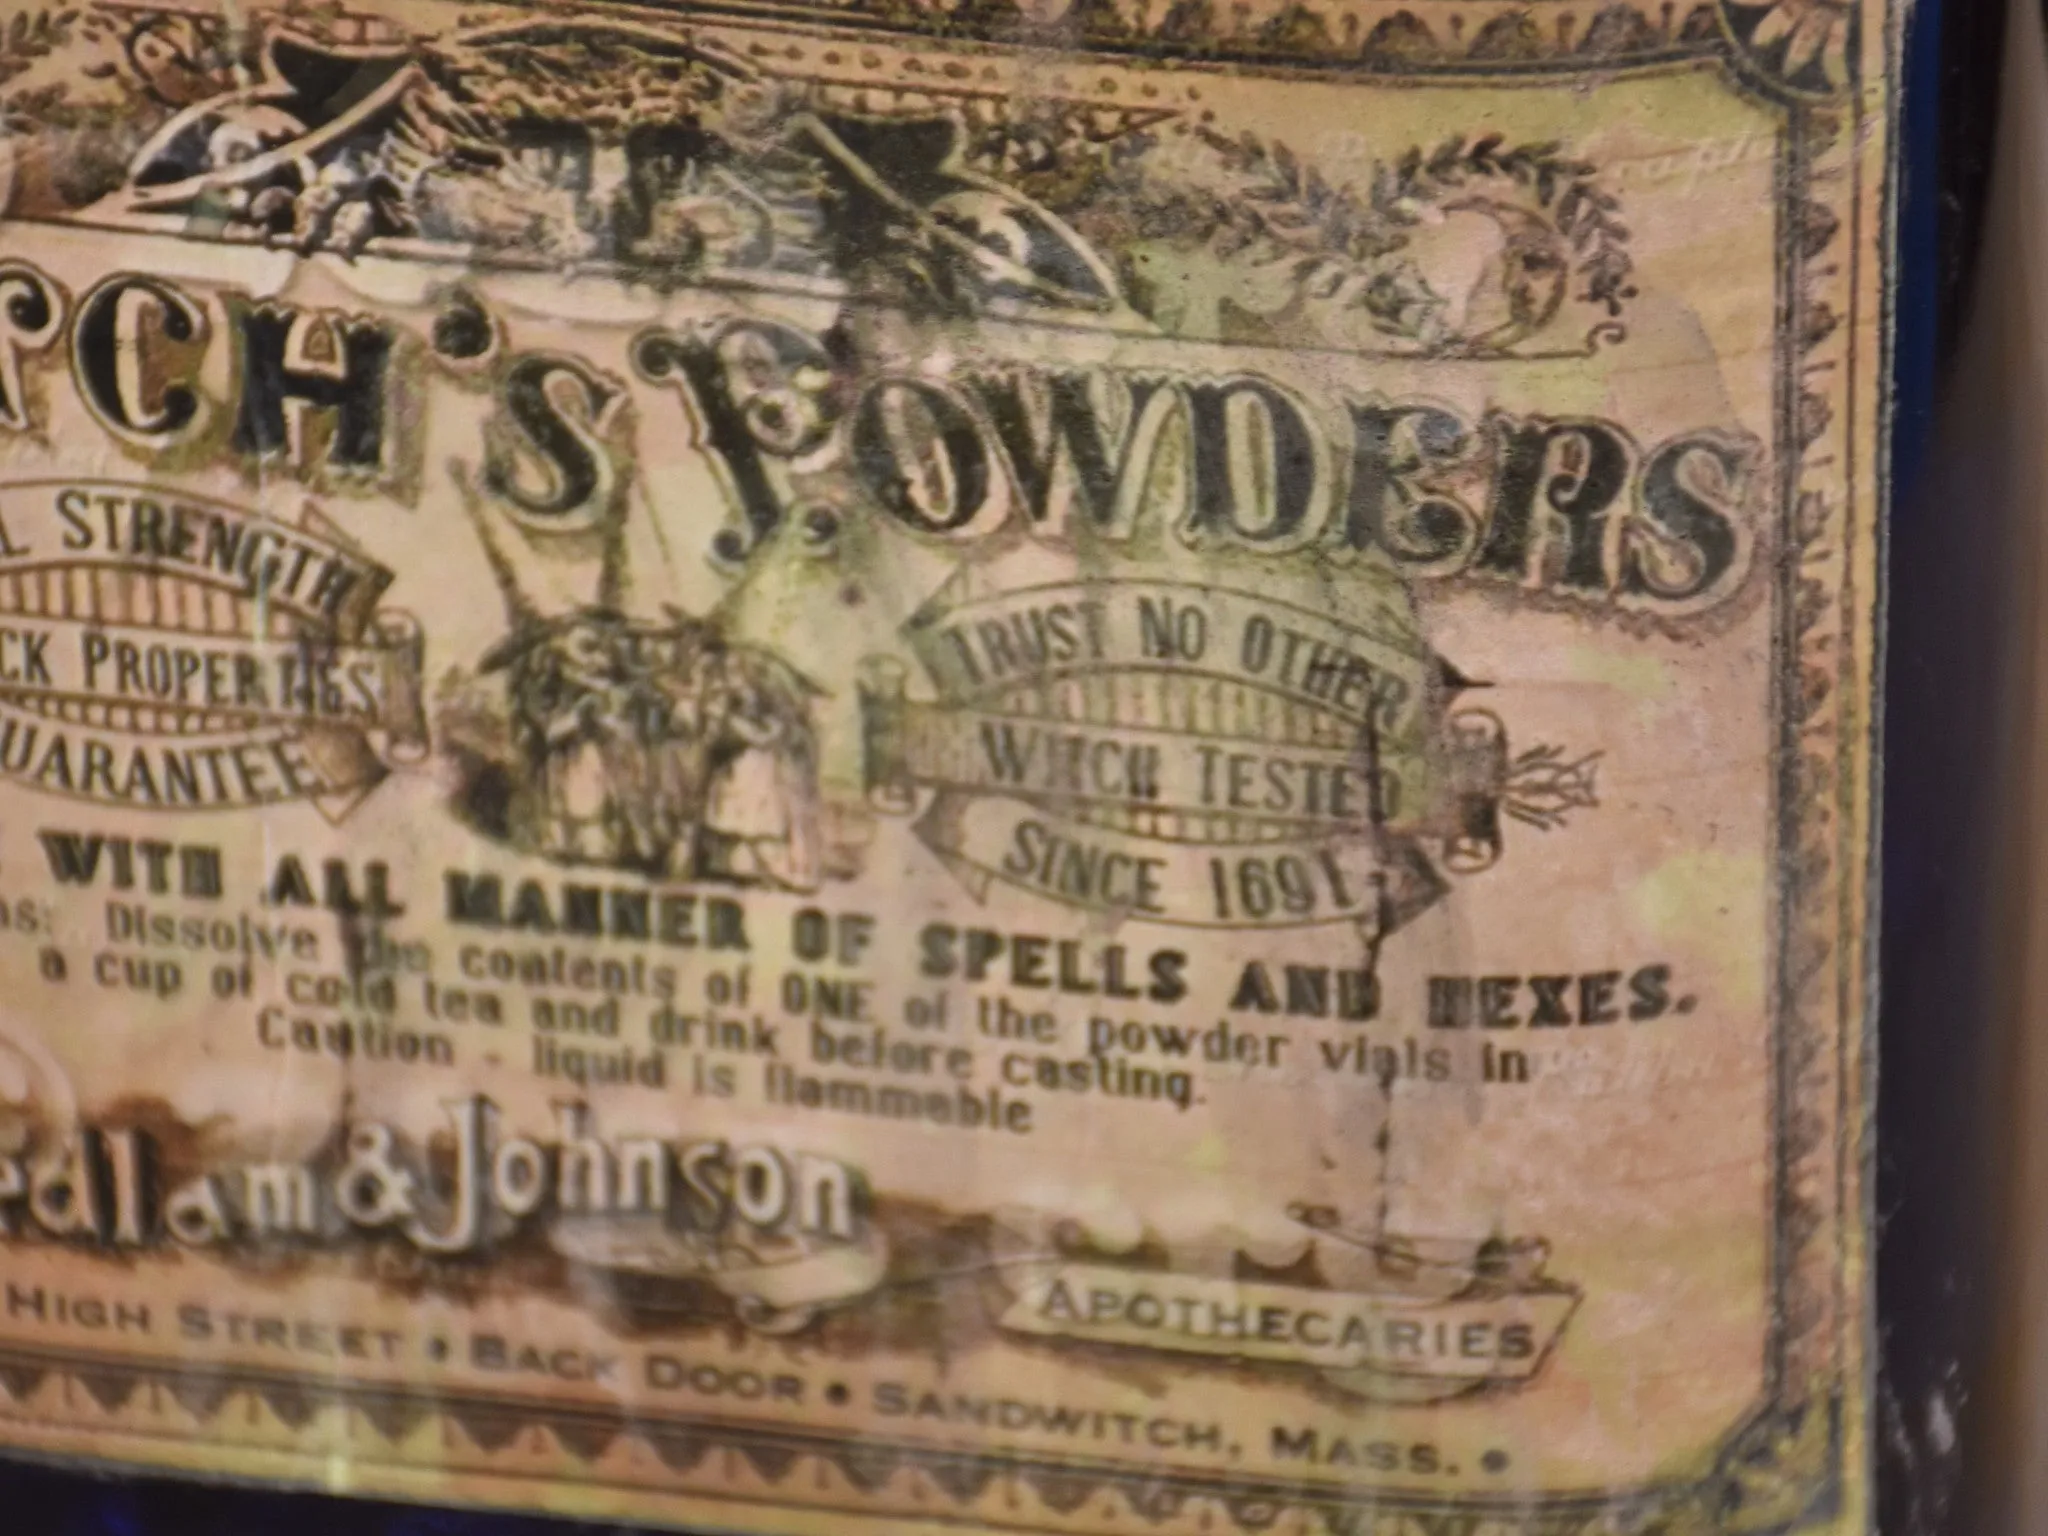 TCH'S POWDERS
L STRENGTH
CK PROPERTIES
UARANTEE
TRUST NO OTHER
WITCH TESTED
SINCE 1691
WITH ALL MANNER OF SPELLS AND HEXES.
ns: Dissolve the contents of ONE of the powder vials in
a cup of cold tea and drink before casting.
Caution - liquid is flammable
edlam & Johnson
APOTHECARIES
HIGH STREET • BACK DOOR • SANDWITCH, MASS. •